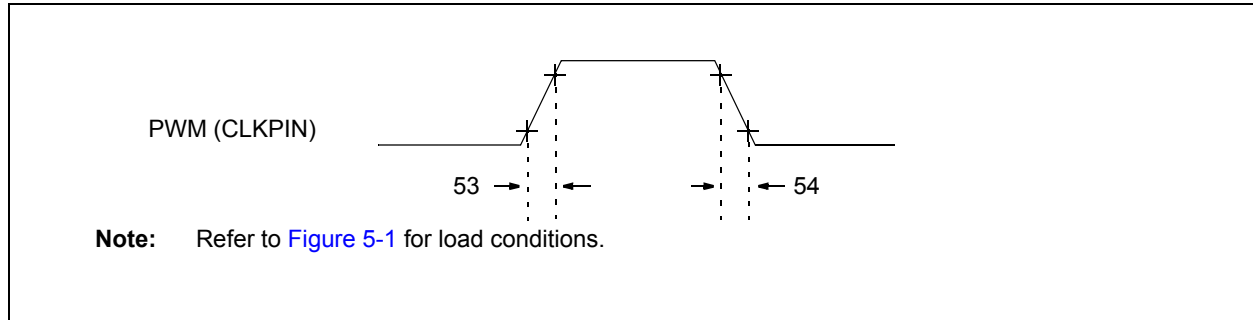 PWM (CLKPIN)
53
54
Note: Refer to Figure 5-1 for load conditions.